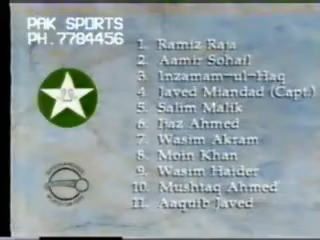 PAK SPORTS
PH.7784456
1. Ramiz Raja
2. Aamir Sohail
3. Inzamam-ul-Haq
4. Javed Miandad (Capt.)
5. Salim Malik
6. Ijaz Ahmed
7. Wasim Akram
8. Moin Khan
9. Wasim Haider
10. Mushtaq Ahmed
11. Aaquib Javed